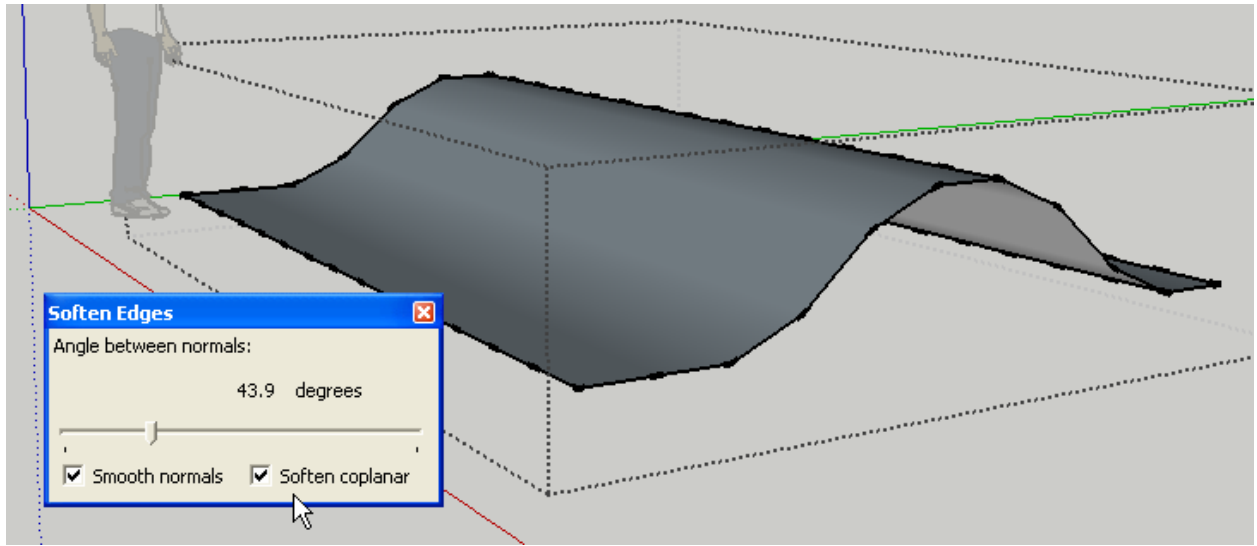 Soften Edges
Angle between normals:
43.9 degrees
Smooth normals Soften coplanar